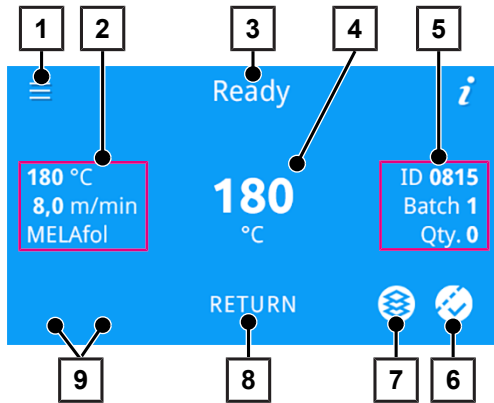 1 2 3 4 5
Ready i
180 °C
8,0 m/min
MELAfol
180
°C
ID 0815
Batch 1
Qty. 0
RETURN
9 8 7 6